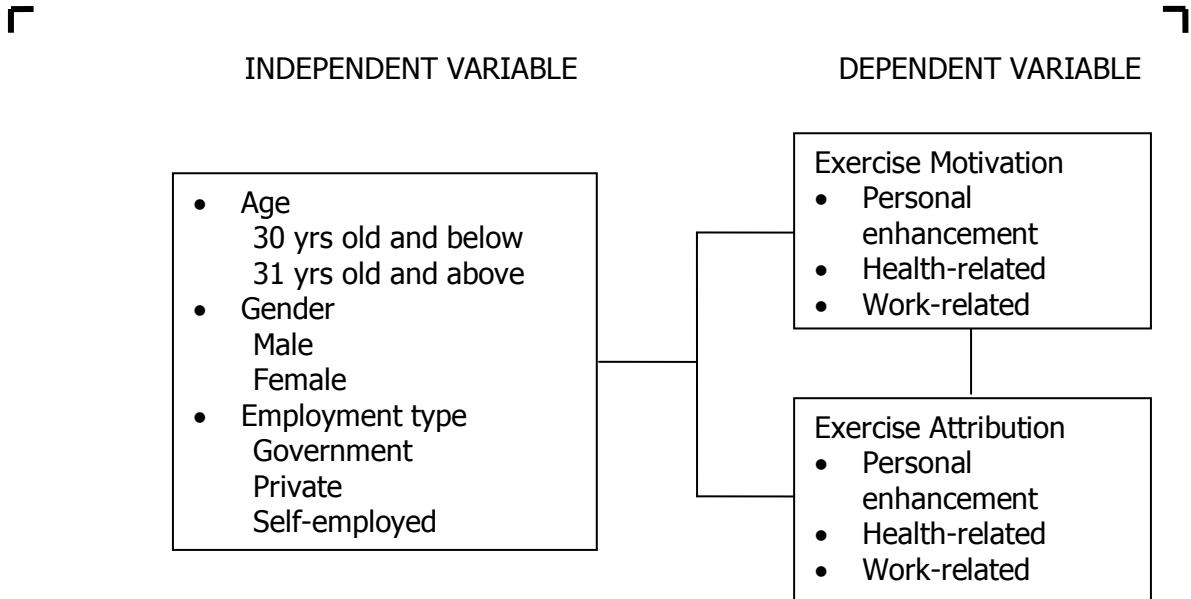 INDEPENDENT VARIABLE
DEPENDENT VARIABLE
• Age
30 yrs old and below
31 yrs old and above
• Gender
Male
Female
• Employment type
Government
Private
Self-employed
Exercise Motivation
• Personal
enhancement
• Health-related
• Work-related
Exercise Attribution
• Personal
enhancement
• Health-related
• Work-related